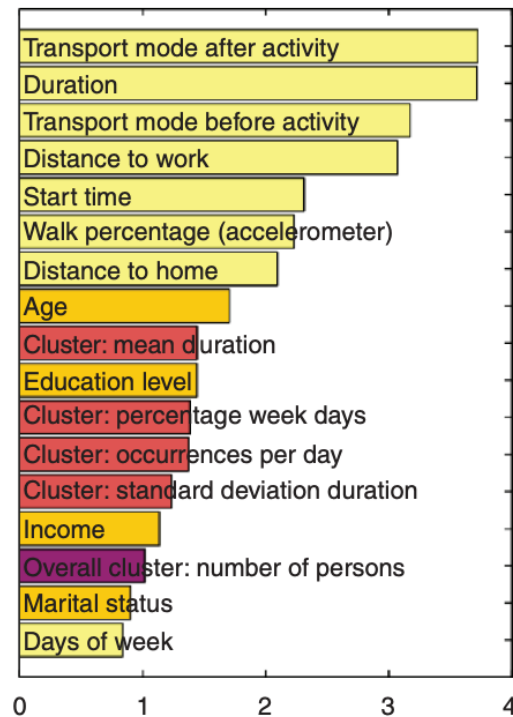 Transport mode after activity
Duration
Transport mode before activity
Distance to work
Start time
Walk percentage (accelerometer)
Distance to home
Age
Cluster: mean duration
Education level
Cluster: percentage week days
Cluster: occurrences per day
Cluster: standard deviation duration
Income
Overall cluster: number of persons
Marital status
Days of week
0 1 2 3 4